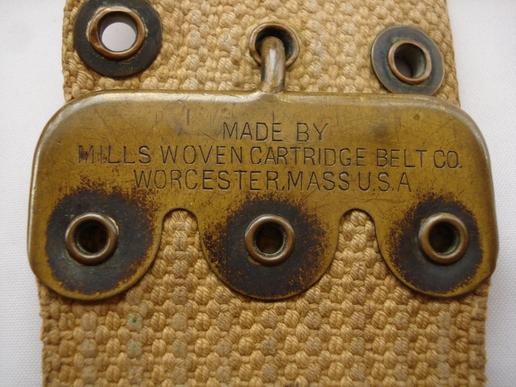 MADE BY
MILLS WOVEN CARTRIDGE BELT CO.
WORCESTER.MASS U.S.A